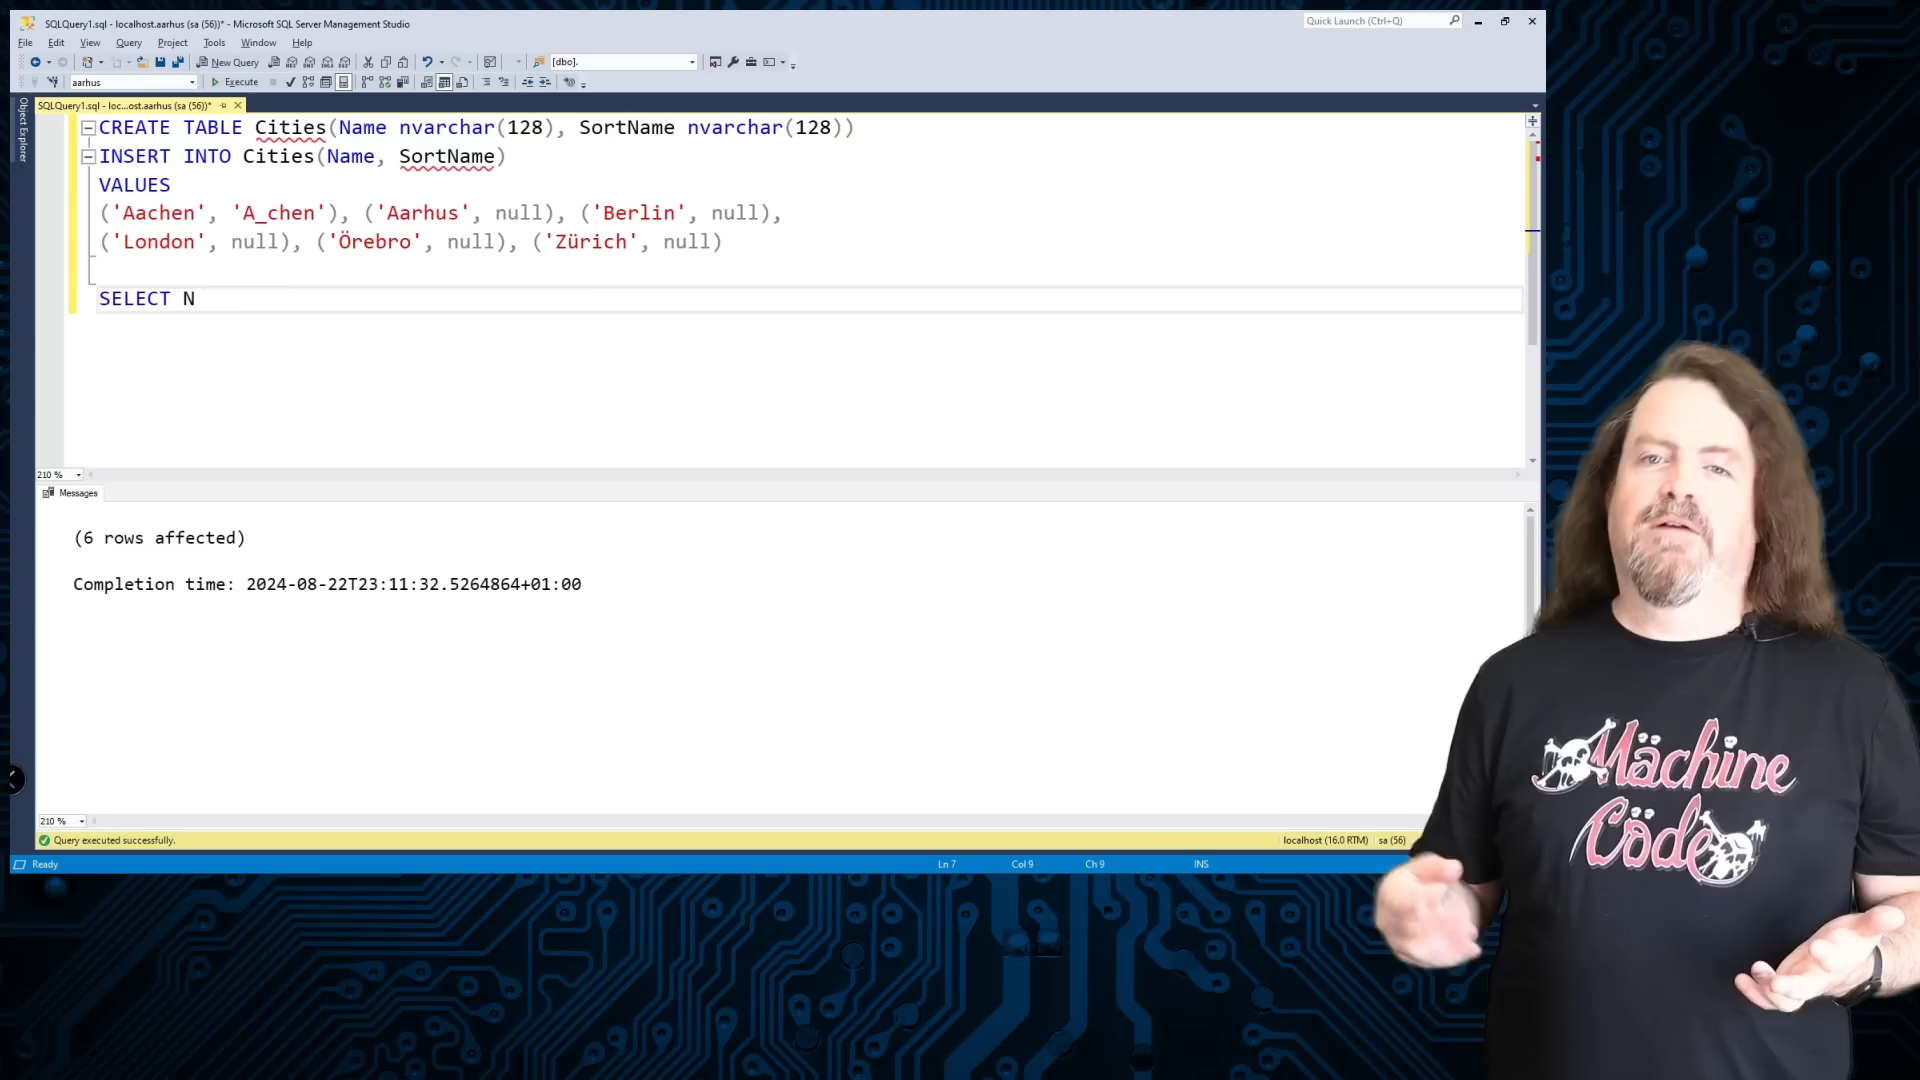 SQLQuery1.sql - localhost.aarhus (sa (56))* - Microsoft SQL Server Management Studio
Quick Launch (Ctrl+Q)
File Edit View Query Project Tools Window Help
New Query [dbo].
aarhus Execute
Object Explorer
SQLQuery1.sql - loc...ost.aarhus (sa (56))*
CREATE TABLE Cities(Name nvarchar(128), SortName nvarchar(128))
INSERT INTO Cities(Name, SortName)
VALUES
('Aachen', 'A_chen'), ('Aarhus', null), ('Berlin', null),
('London', null), ('Örebro', null), ('Zürich', null)
SELECT N
210 %
Messages
(6 rows affected)
Completion time: 2024-08-22T23:11:32.5264864+01:00
210 %
Query executed successfully. localhost (16.0 RTM) sa (56)
Ready Ln 7 Col 9 Ch 9 INS
Mäc̈hïn̈ë
Cödë